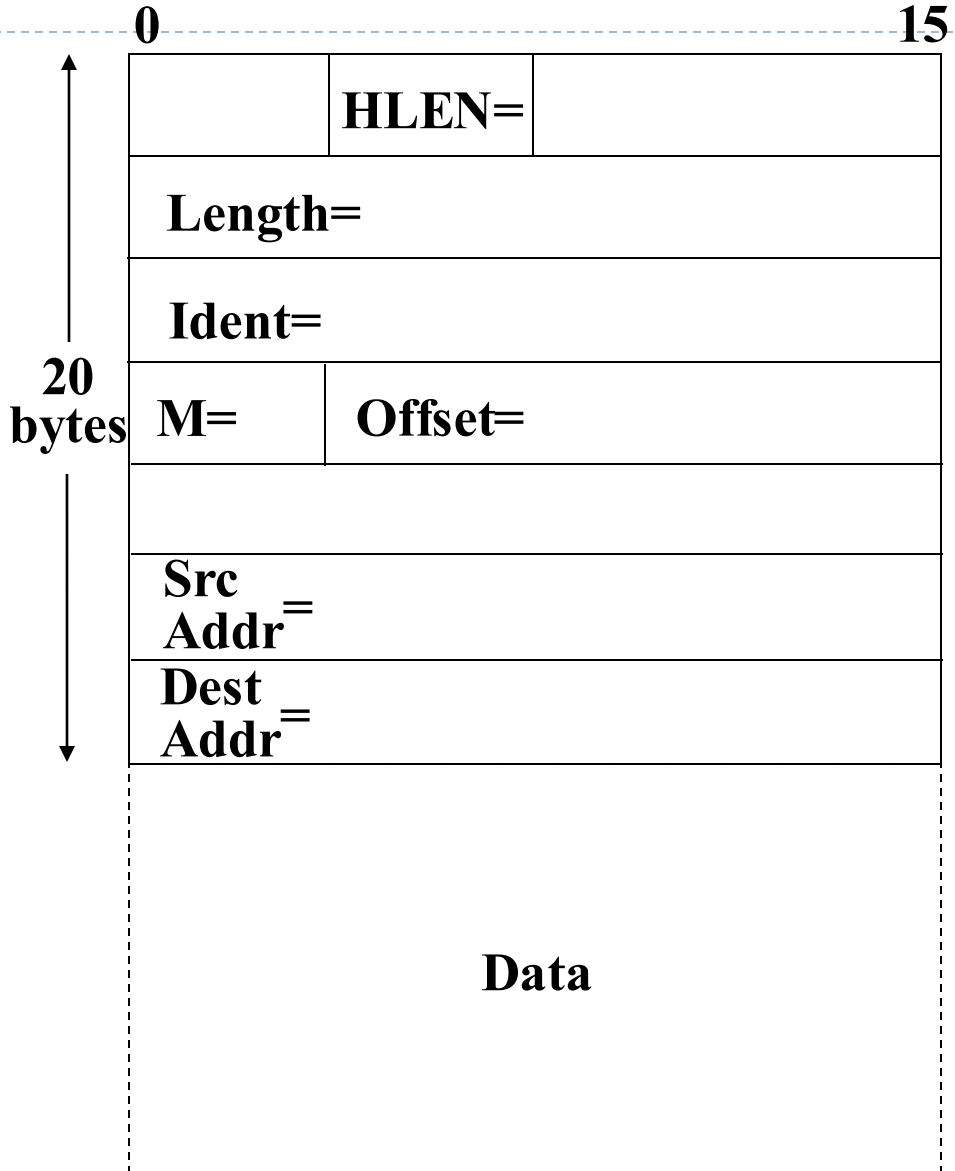 0 15
HLEN=
Length=
Ident=
20
bytes
M= Offset=
Src
Addr=
Dest
Addr=
Data